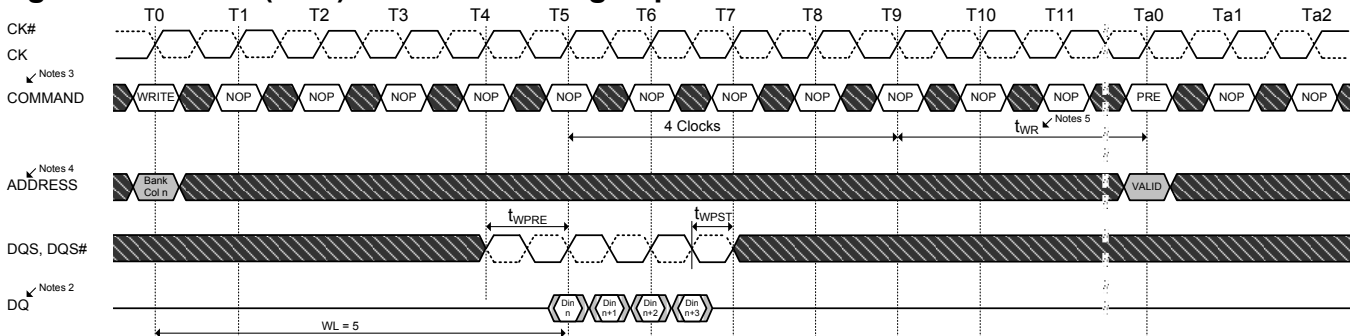 T0 T1 T2 T3 T4 T5 T6 T7 T8 T9 T10 T11 Ta0 Ta1 Ta2
CK#
CK
Notes 3
COMMAND WRITE NOP NOP NOP NOP NOP NOP NOP NOP NOP NOP NOP PRE NOP NOP
4 Clocks tWR Notes 5
Notes 4
ADDRESS Bank Col n VALID
tWPRE tWPST
DQS, DQS#
Notes 2
DQ Din n Din n+1 Din n+2 Din n+3
WL = 5